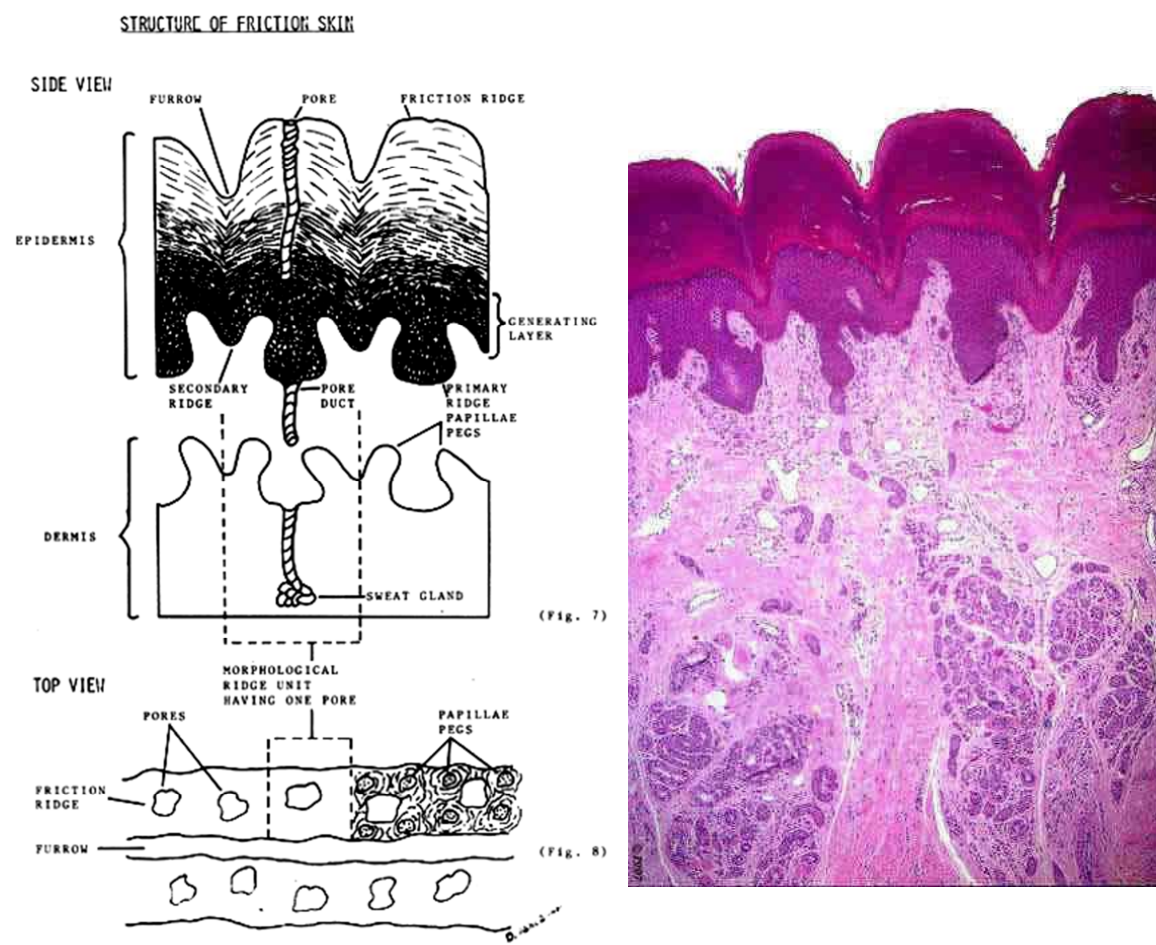 STRUCTURE OF FRICTION SKIN
SIDE VIEW
FURROW
PORE
FRICTION RIDGE
EPIDERMIS
GENERATING
LAYER
SECONDARY
RIDGE
PORE
DUCT
PRIMARY
RIDGE
PAPILLAE
PEGS
DERMIS
SWEAT GLAND
(Fig. 7)
MORPHOLOGICAL
RIDGE UNIT
HAVING ONE PORE
TOP VIEW
PORES
PAPILLAE
PEGS
FRICTION
RIDGE
FURROW
(Fig. 8)